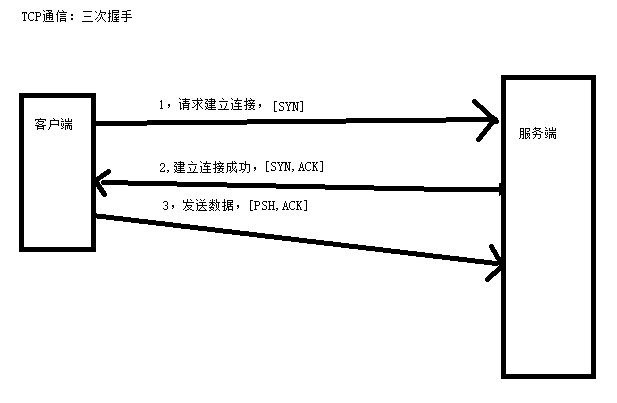 TCP通信：三次握手
1，请求建立连接，[SYN]
客户端
服务端
2,建立连接成功，[SYN,ACK]
3，发送数据，[PSH,ACK]